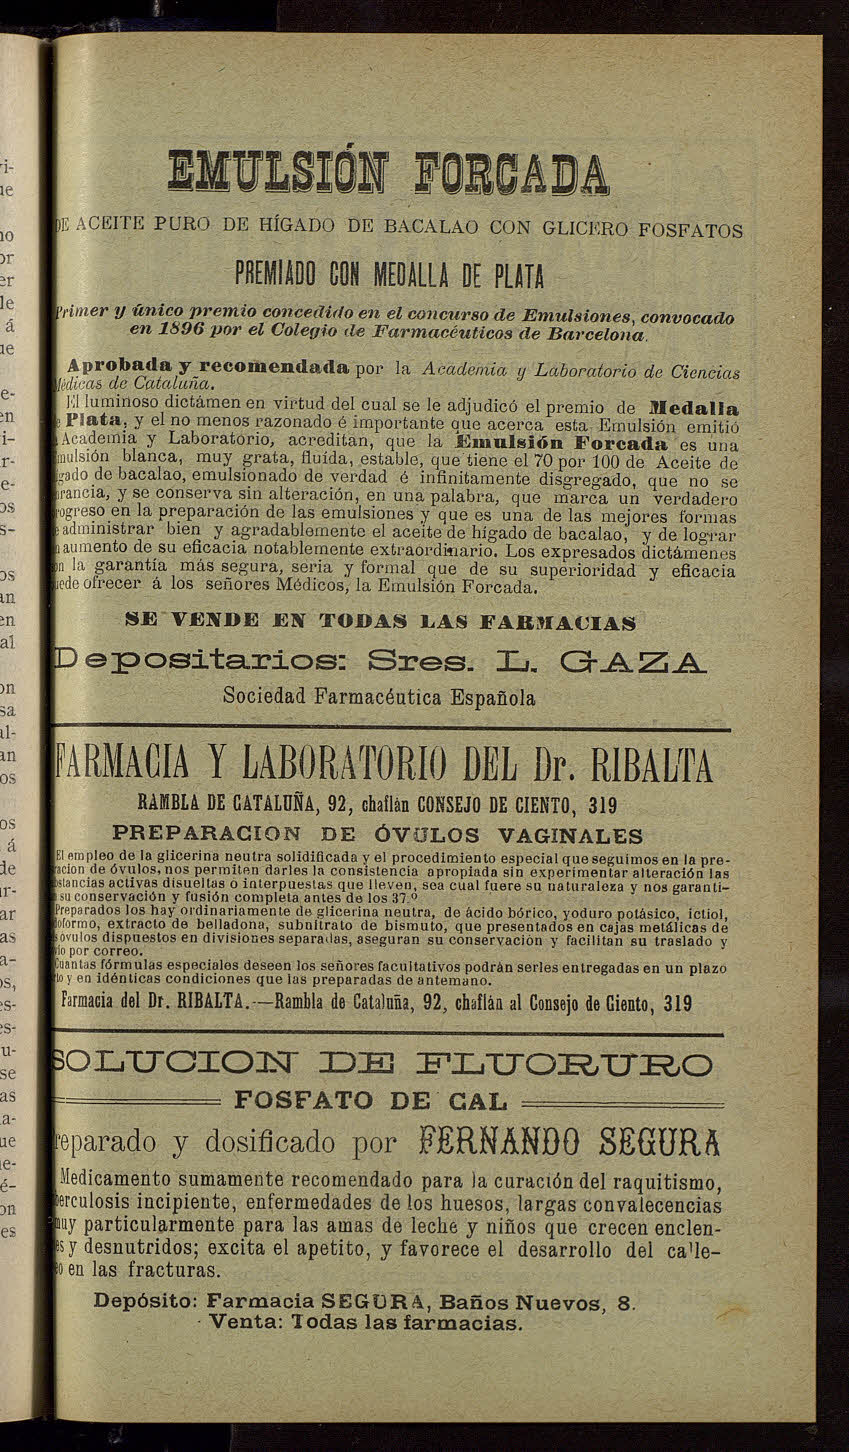 EMULSIÓN FORCADA
DE ACEITE PURO DE HÍGADO DE BACALAO CON GLICERO FOSFATOS
PREMIADO CON MEDALLA DE PLATA
Primer y único premio concedido en el concurso de Emulsiones, convocado
en 1896 por el Colegio de Farmacéuticos de Barcelona.
Aprobada y recomendada por la Academia y Laboratorio de Ciencias
Médicas de Cataluña.
El luminoso dictámen en virtud del cual se le adjudicó el premio de Medalla
e Plata, y el no menos razonado é importante que acerca esta Emulsión emitió
Academia y Laboratorio, acreditan, que la Emulsión Forcada es una
mulsión blanca, muy grata, fluída, estable, que tiene el 70 por 100 de Aceite de
ígado de bacalao, emulsionado de verdad é infinitamente disgregado, que no se
nrancia, y se conserva sin alteración, en una palabra, que marca un verdadero
rogreso en la preparación de las emulsiones y que es una de las mejores formas
e administrar bien y agradablemente el aceite de hígado de bacalao, y de lograr
n aumento de su eficacia notablemente extraordinario. Los expresados dictámenes
on la garantía más segura, seria y formal que de su superioridad y eficacia
uede ofrecer á los señores Médicos, la Emulsión Forcada.
SE VENDE EN TODAS LAS FARMACIAS
Depositarios: Sres. L. GAZA
Sociedad Farmacéutica Española
FARMACIA Y LABORATORIO DEL Dr. RIBALTA
RAMBLA DE CATALUÑA, 92, chaflàn CONSEJO DE CIENTO, 319
PREPARACION DE ÓVULOS VAGINALES
El empleo de la glicerina neutra solidificada y el procedimiento especial que seguimos en la pre-
ración de óvulos, nos permiten darles la consistencia apropiada sin experimentar alteración las
bstancias activas disueltas o interpuestas que lleven, sea cual fuere su naturaleza y nos garanti-
su conservación y fusión completa antes de los 37.º
Preparados los hay ordinariamente de glicerina neutra, de ácido bórico, yoduro potásico, ictiol,
doformo, extracto de belladona, subnitrato de bismuto, que presentados en cajas metálicas de
óvulos dispuestos en divisiones separadas, aseguran su conservación y facilitan su traslado y
vío por correo.
Cuantas fórmulas especiales deseen los señores facultativos podrán serles entregadas en un plazo
y en idénticas condiciones que las preparadas de antemano.
Farmacia del Dr. RIBALTA.—Rambla de Cataluña, 92, chaflàn al Consejo de Ciento, 319
SOLUCION DE FLUORURO
FOSFATO DE CAL
reparado y dosificado por FERNANDO SEGURA
Medicamento sumamente recomendado para la curación del raquitismo,
berculosis incipiente, enfermedades de los huesos, largas convalecencias
muy particularmente para las amas de leche y niños que crecen enclen-
es y desnutridos; excita el apetito, y favorece el desarrollo del ca'le-
o en las fracturas.
Depósito: Farmacia SEGURA, Baños Nuevos, 8.
Venta: Todas las farmacias.